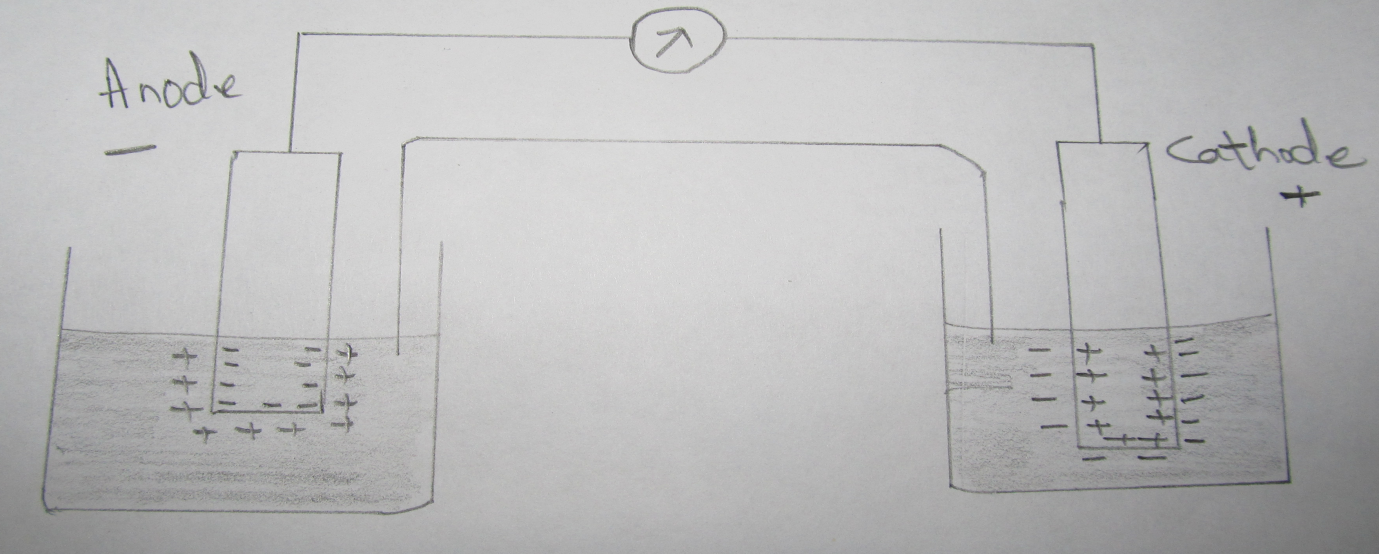 Anode
−
Cathode
+
+ − − +
− +
+ − − +
+ − − − +
+ + + +
− + + −
−
− + + −
− + + −
+ −
− + + + −
− −